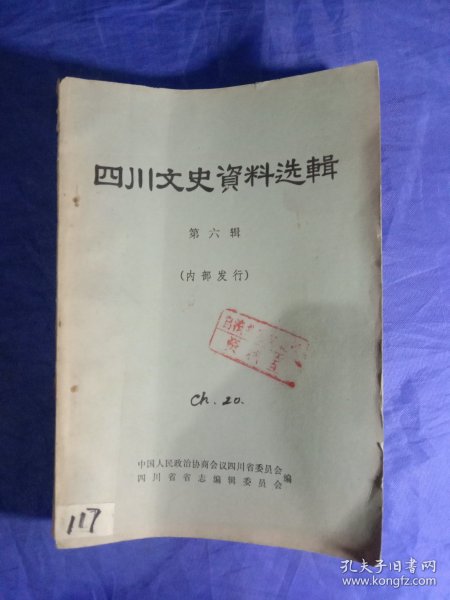 四川文史資料选輯
第六辑
(内部发行)
ch. 20.
中国人民政治协商会议四川省委员会
四川省省志编辑委员会
编
117
孔夫子旧书网
www.kongfz.com